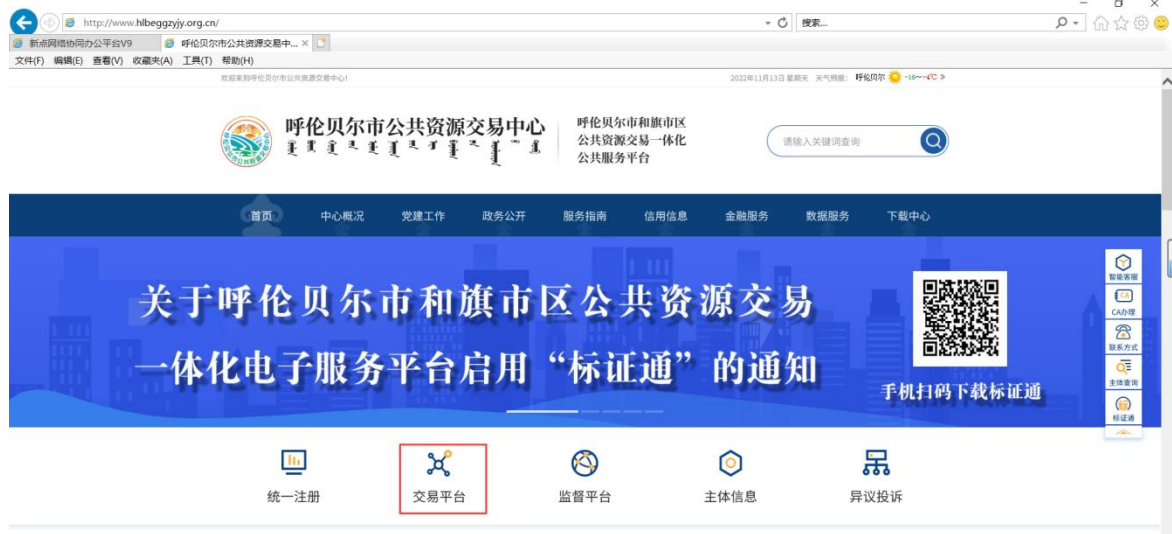 http://www.hlbeggzyjy.org.cn/
搜索...
新点网络协同办公平台V9
呼伦贝尔市公共资源交易中...
文件(F) 编辑(E) 查看(V) 收藏夹(A) 工具(T) 帮助(H)
欢迎来到呼伦贝尔市公共资源交易中心!
2022年11月13日 星期天 天气预报: 呼伦贝尔 -16～-4℃
呼伦贝尔市公共资源交易中心
呼伦贝尔市和旗市区
公共资源交易一体化
公共服务平台
请输入关键词查询
首页 中心概况 党建工作 政务公开 服务指南 信用信息 金融服务 数据服务 下载中心
关于呼伦贝尔市和旗市区公共资源交易
一体化电子服务平台启用“标证通”的通知
手机扫码下载标证通
智能客服
CA
CA办理
联系方式
主体查询
标
标证通
统一注册 交易平台 监督平台 主体信息 异议投诉